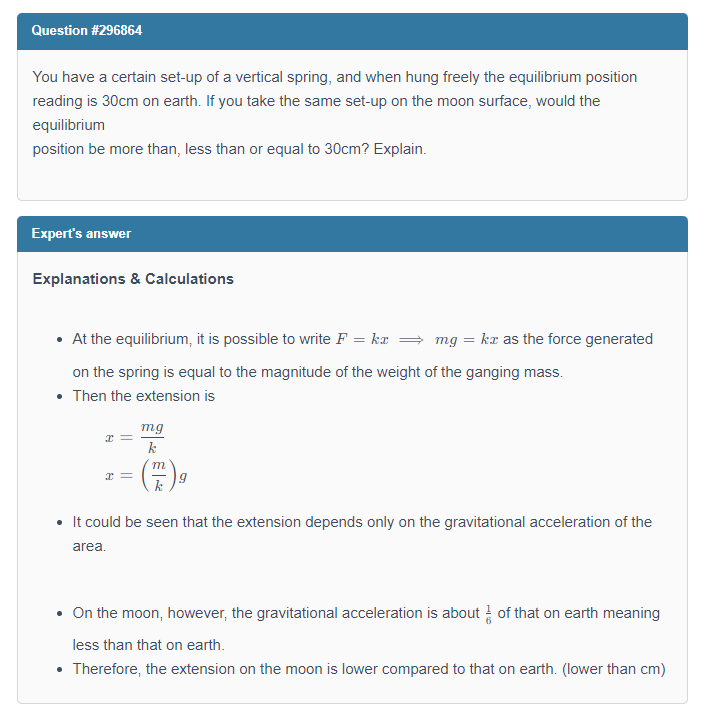 Question #296864
You have a certain set-up of a vertical spring, and when hung freely the equilibrium position
reading is 30cm on earth. If you take the same set-up on the moon surface, would the
equilibrium
position be more than, less than or equal to 30cm? Explain.
Expert's answer
Explanations & Calculations
• At the equilibrium, it is possible to write F = kx ⟹ mg = kx as the force generated
on the spring is equal to the magnitude of the weight of the ganging mass.
• Then the extension is
x = mg/k
x = (m/k)g
• It could be seen that the extension depends only on the gravitational acceleration of the
area.
• On the moon, however, the gravitational acceleration is about 1/6 of that on earth meaning
less than that on earth.
• Therefore, the extension on the moon is lower compared to that on earth. (lower than cm)